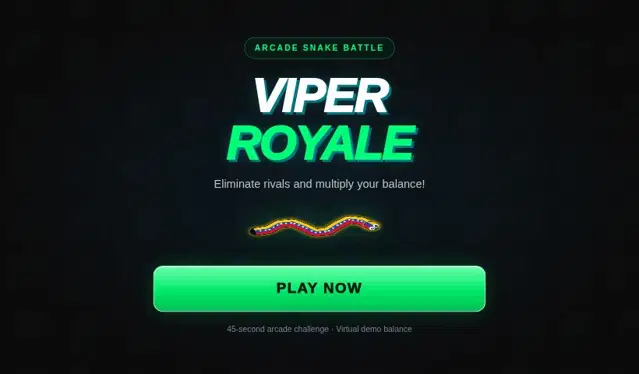 ARCADE SNAKE BATTLE
VIPER
ROYALE
Eliminate rivals and multiply your balance!
PLAY NOW
45-second arcade challenge · Virtual demo balance